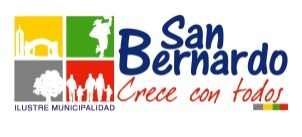 San
Bernardo
Crece con todos
ILUSTRE MUNICIPALIDAD